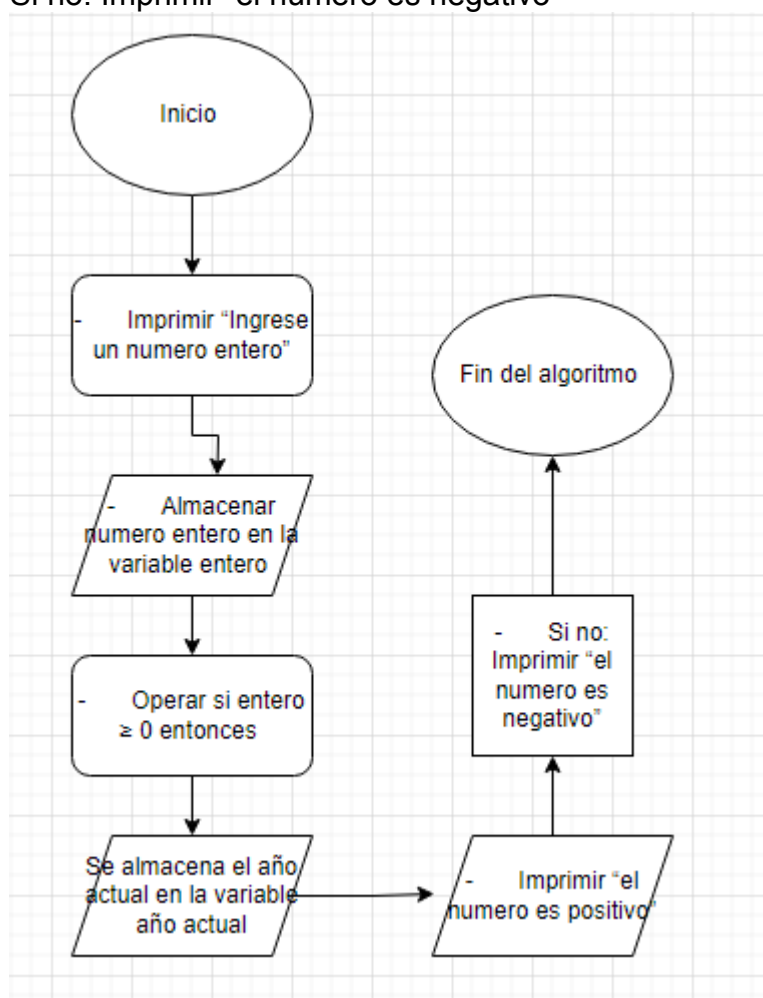 Si no: Imprimir “el numero es negativo”
Inicio
- Imprimir “Ingrese
un numero entero”
- Almacenar
numero entero en la
variable entero
- Operar si entero
≥ 0 entonces
Se almacena el año
actual en la variable
año actual
- Imprimir “el
numero es positivo”
- Si no:
Imprimir “el
numero es
negativo”
Fin del algoritmo